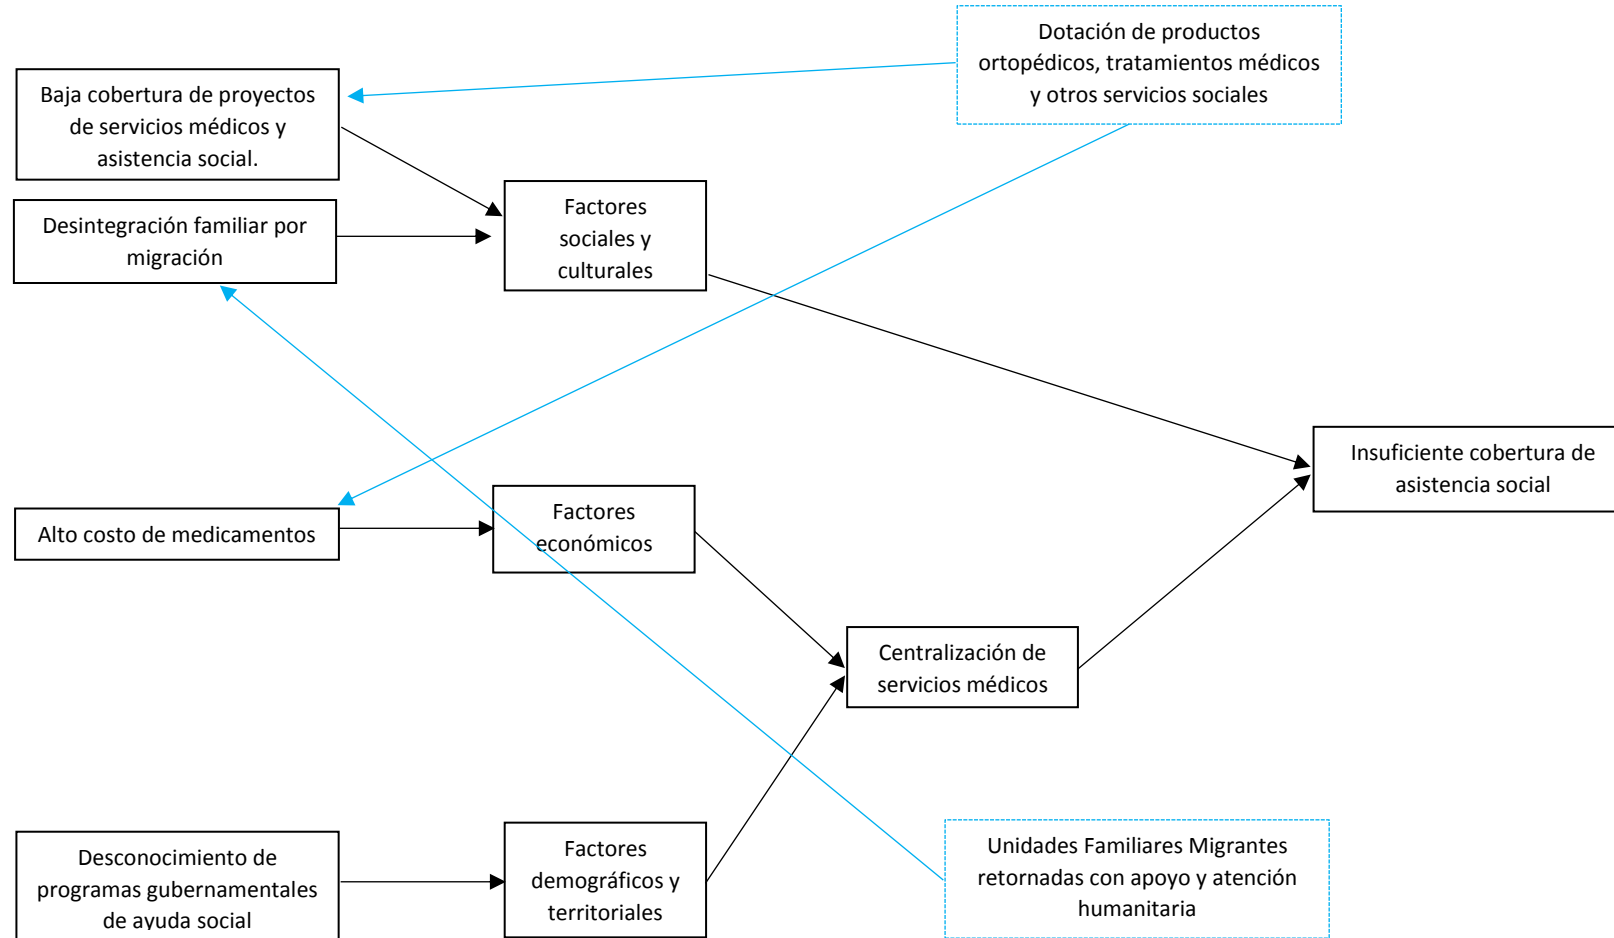 Dotación de productos
ortopédicos, tratamientos médicos
y otros servicios sociales
Baja cobertura de proyectos
de servicios médicos y
asistencia social.
Desintegración familiar por
migración
Factores
sociales y
culturales
Insuficiente cobertura de
asistencia social
Alto costo de medicamentos
Factores
económicos
Centralización de
servicios médicos
Desconocimiento de
programas gubernamentales
de ayuda social
Factores
demográficos y
territoriales
Unidades Familiares Migrantes
retornadas con apoyo y atención
humanitaria